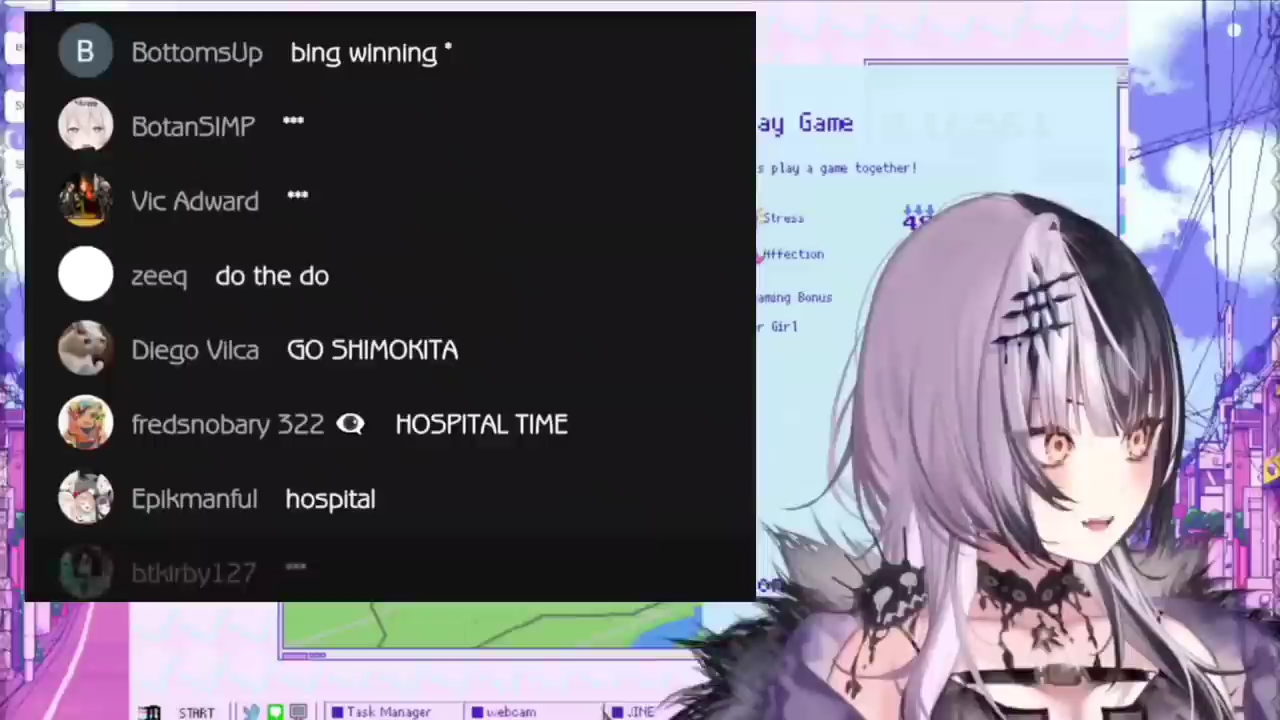 BottomsUp bing winning *
BotanSIMP ***
Vic Adward ***
zeeq do the do
Diego Vilca GO SHIMOKITA
fredsnobary 322 HOSPITAL TIME
Epikmanful hospital
btkirby127 ***
B
ay Game
s play a game together!
Stress
Affection
aming Bonus
r Girl
START
Task Manager
webcam
JINE